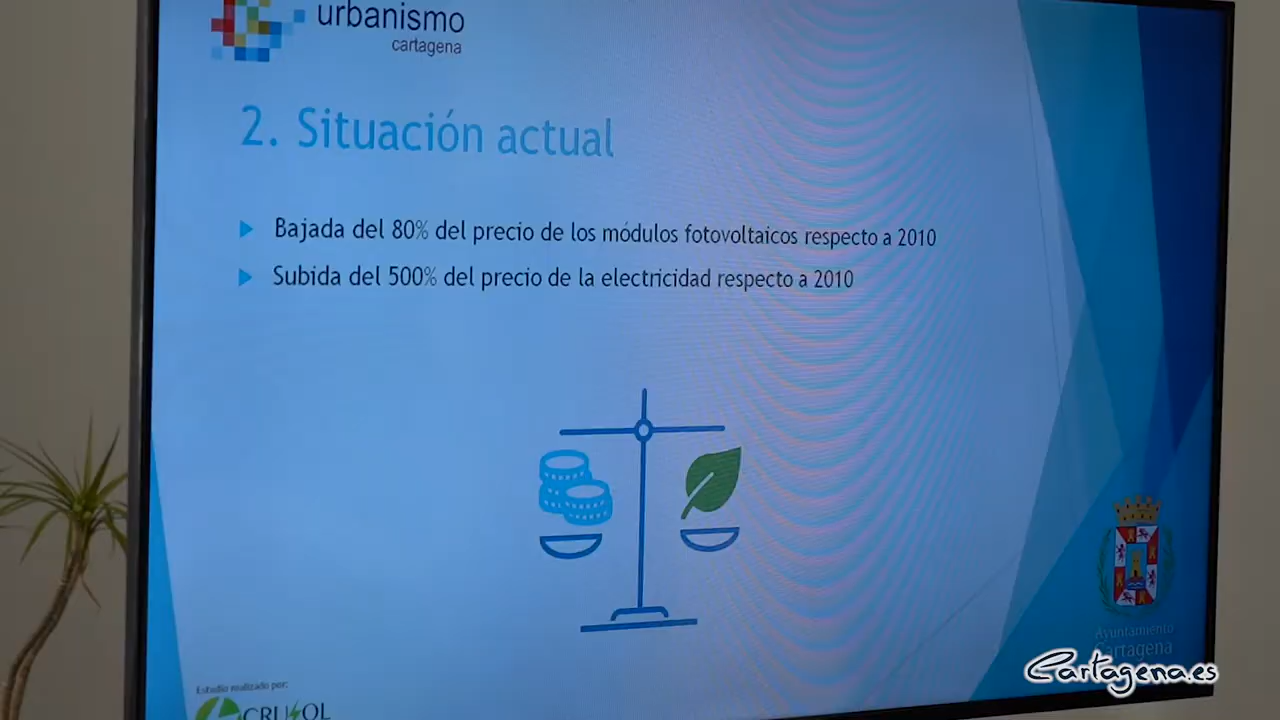 urbanismo
cartagena
2. Situación actual
Bajada del 80% del precio de los módulos fotovoltaicos respecto a 2010
Subida del 500% del precio de la electricidad respecto a 2010
Ayuntamiento
Cartagena
Cartagena.es
Estudio realizado por:
CRUSOL